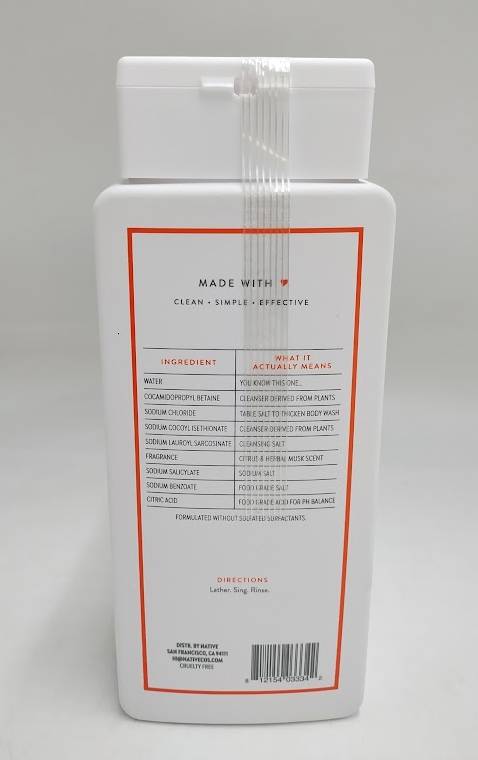 MADE WITH
CLEAN • SIMPLE • EFFECTIVE
INGREDIENT WHAT IT ACTUALLY MEANS
WATER YOU KNOW THIS ONE...
COCAMIDOPROPYL BETAINE CLEANSER DERIVED FROM PLANTS
SODIUM CHLORIDE TABLE SALT TO THICKEN BODY WASH
SODIUM COCOYL ISETHIONATE CLEANSER DERIVED FROM PLANTS
SODIUM LAUROYL SARCOSINATE CLEANSING SALT
FRAGRANCE CITRUS & HERBAL MUSK SCENT
SODIUM SALICYLATE SODIUM SALT
SODIUM BENZOATE FOOD GRADE SALT
CITRIC ACID FOOD GRADE ACID FOR PH BALANCE
FORMULATED WITHOUT SULFATED SURFACTANTS.
DIRECTIONS
Lather. Sing. Rinse.
DISTR. BY NATIVE
SAN FRANCISCO, CA 94111
HI@NATIVECOS.COM
CRUELTY FREE
8 12154 03334 2